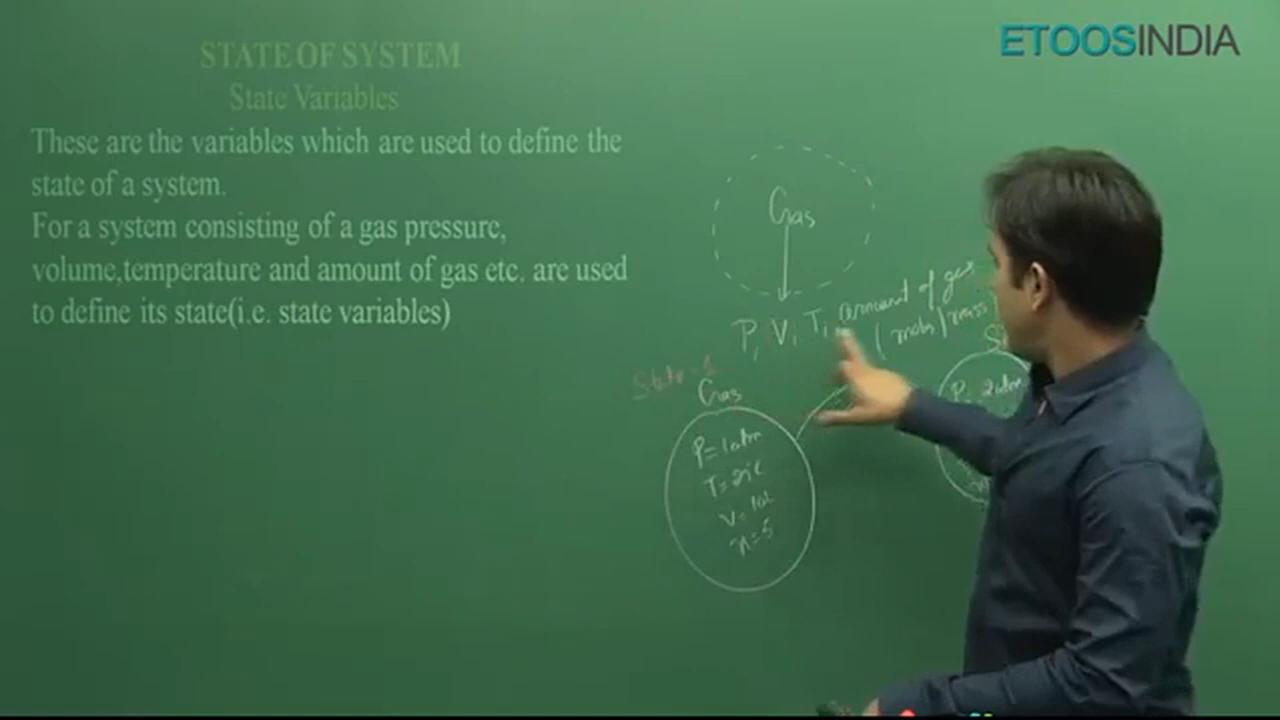 STATE OF SYSTEM
ETOOSINDIA
State Variables
These are the variables which are used to define the
state of a system.
For a system consisting of a gas pressure,
volume,temperature and amount of gas etc. are used
to define its state(i.e. state variables)
Gas
P, V, T, amount of gas
(mols/mass)
State-1
Gas
P=1atm
V=10L
n=5
P= 2atm